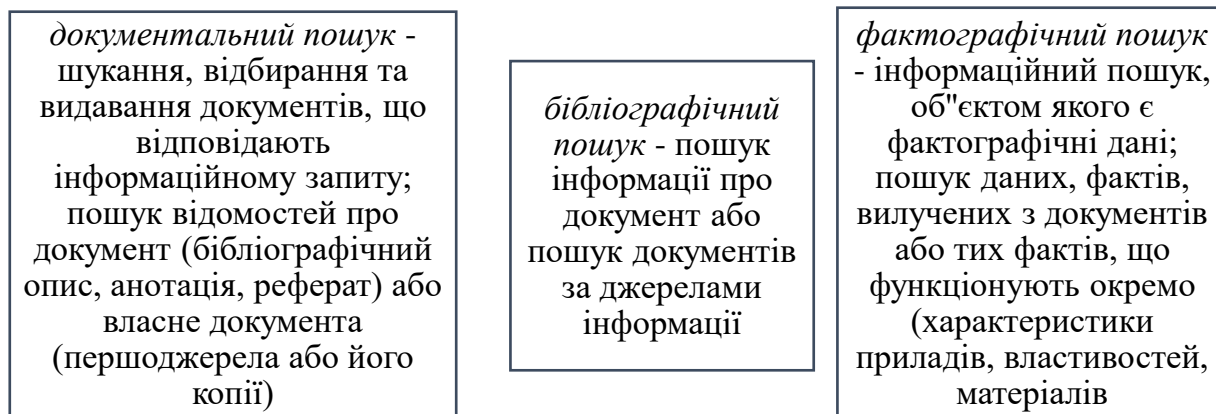 документальний пошук -
шукання, відбирання та
видавання документів, що
відповідають
інформаційному запиту;
пошук відомостей про
документ (бібліографічний
опис, анотація, реферат) або
власне документа
(першоджерела або його
копії)
бібліографічний
пошук - пошук
інформації про
документ або
пошук документів
за джерелами
інформації
фактографічний пошук
- інформаційний пошук,
об"єктом якого є
фактографічні дані;
пошук даних, фактів,
вилучених з документів
або тих фактів, що
функціонують окремо
(характеристики
приладів, властивостей,
матеріалів